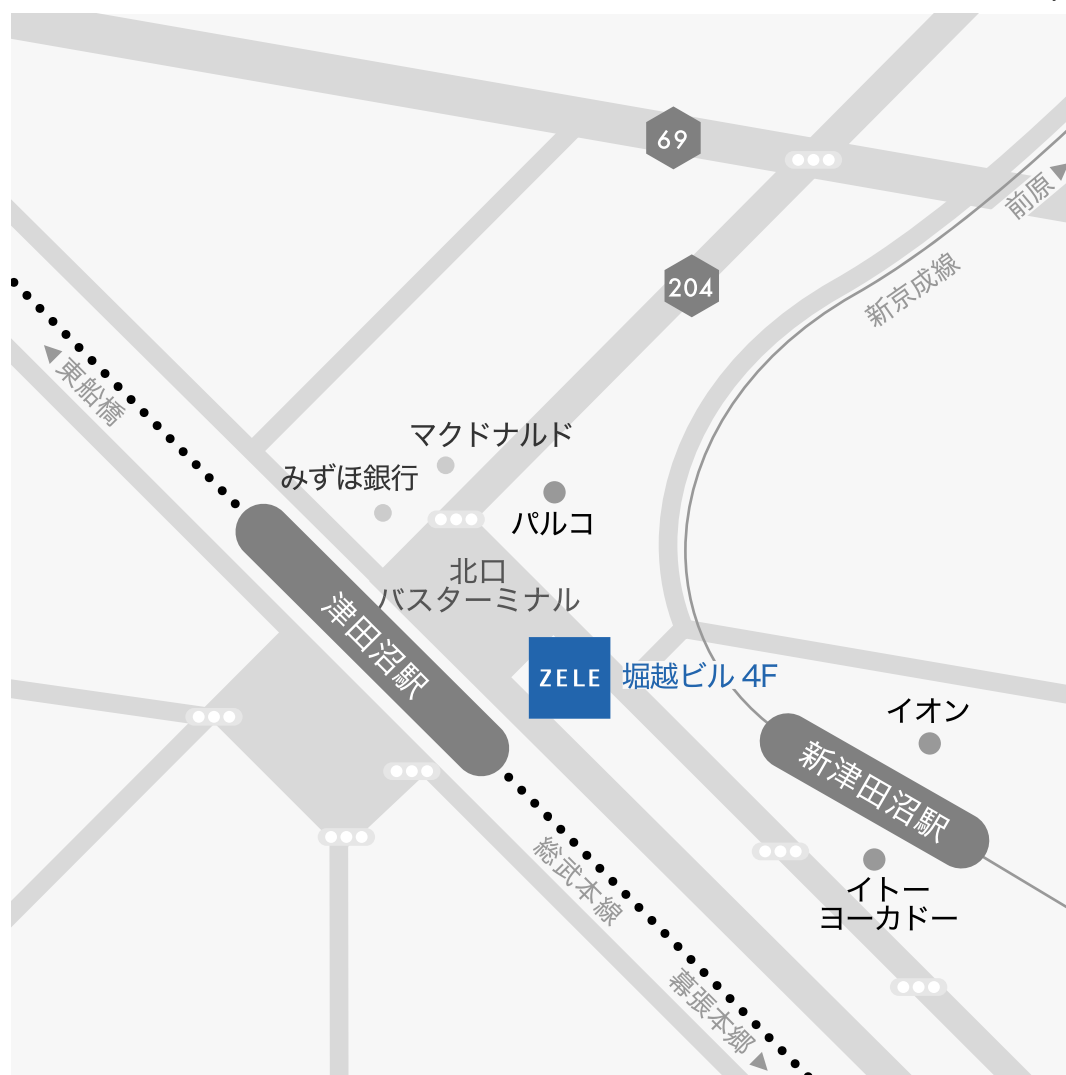 69
前原
204
新京成線
東船橋
マクドナルド
みずほ銀行
パルコ
北口
バスターミナル
津田沼駅
ZELE
堀越ビル 4F
イオン
新津田沼駅
総武本線
イトー
ヨーカドー
幕張本郷